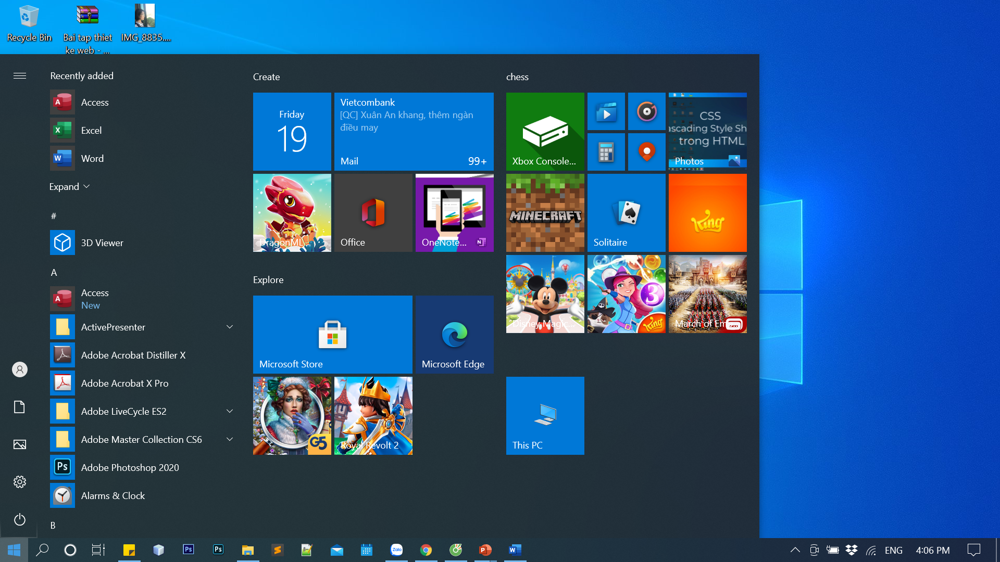 Recycle Bin
Bai tap thiet
ke web - ...
IMG_8835....
Recently added
Access
Excel
Word
Expand
#
3D Viewer
A
Access
New
ActivePresenter
Adobe Acrobat Distiller X
Adobe Acrobat X Pro
Adobe LiveCycle ES2
Adobe Master Collection CS6
Ps
Adobe Photoshop 2020
Alarms & Clock
B
Create
Friday
19
Vietcombank
[QC] Xuân An khang, thêm ngàn
điều may
Mail
99+
DragonML...
Office
OneNote...
Explore
Microsoft Store
Microsoft Edge
G5
Royal Revolt 2
chess
Xbox Console...
CSS
ascading Style Sh
trong HTML
Photos
MINECRAFT
Solitaire
King
Disney Magic...
3
King
March of Em...
This PC
Ps
Ps
Zalo
ENG
4:06 PM